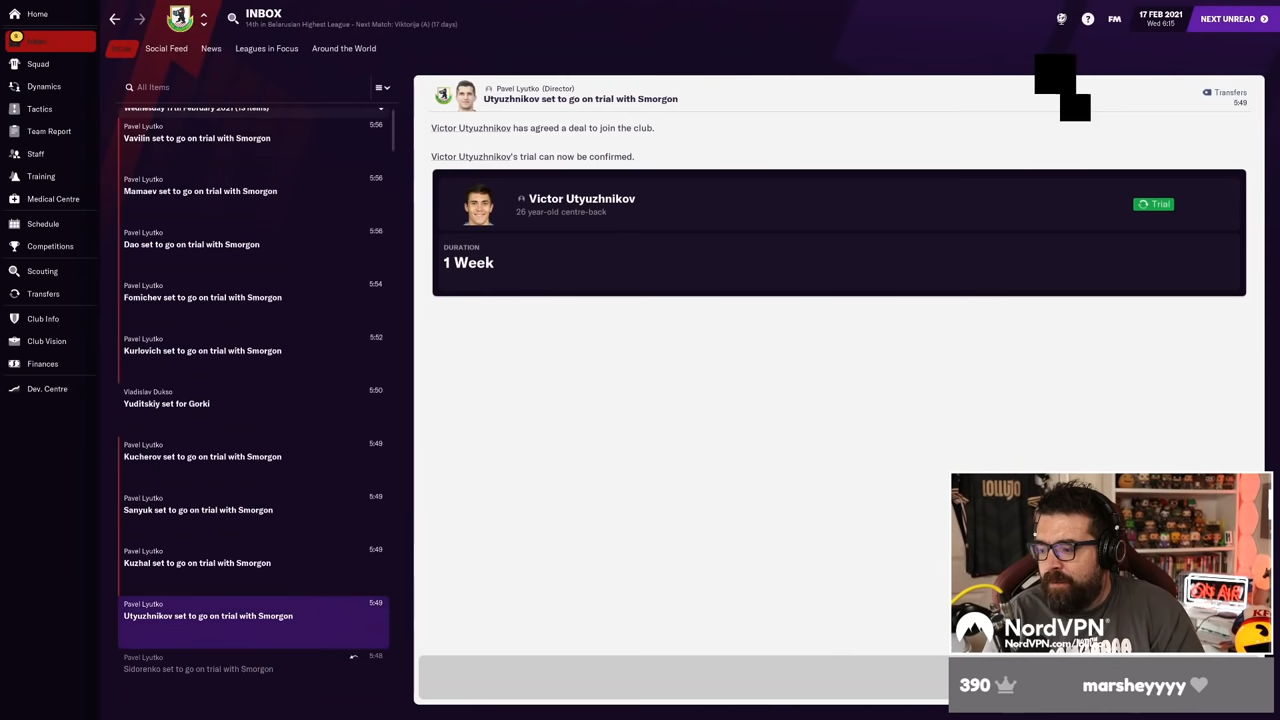 Home
INBOX
14th in Belarusian Highest League - Next Match: Viktorija (A) (17 days)
FM
17 FEB 2021
Wed 6:15
NEXT UNREAD
Squad
Dynamics
Tactics
Team Report
Staff
Training
Medical Centre
Schedule
Competitions
Scouting
Transfers
Club Info
Club Vision
Finances
Dev. Centre
Inbox
Social Feed
News
Leagues in Focus
Around the World
All Items
Wednesday 17th February 2021 (13 items)
Pavel Lyutko
5:56
Vavilin set to go on trial with Smorgon
Pavel Lyutko
5:56
Mamaev set to go on trial with Smorgon
Pavel Lyutko
5:56
Dao set to go on trial with Smorgon
Pavel Lyutko
5:54
Fomichev set to go on trial with Smorgon
Pavel Lyutko
5:52
Kurlovich set to go on trial with Smorgon
Vladislav Dukso
5:50
Yuditskiy set for Gorki
Pavel Lyutko
5:49
Kucherov set to go on trial with Smorgon
Pavel Lyutko
5:49
Sanyuk set to go on trial with Smorgon
Pavel Lyutko
5:49
Kuzhal set to go on trial with Smorgon
Pavel Lyutko
5:49
Utyuzhnikov set to go on trial with Smorgon
Pavel Lyutko
5:48
Sidorenko set to go on trial with Smorgon
Pavel Lyutko (Director)
Utyuzhnikov set to go on trial with Smorgon
Transfers
5:49
Victor Utyuzhnikov has agreed a deal to join the club.
Victor Utyuzhnikov's trial can now be confirmed.
Victor Utyuzhnikov
26 year-old centre-back
Trial
DURATION
1 Week
lollujo
ON AIR
NordVPN®
390
marsheyyyy